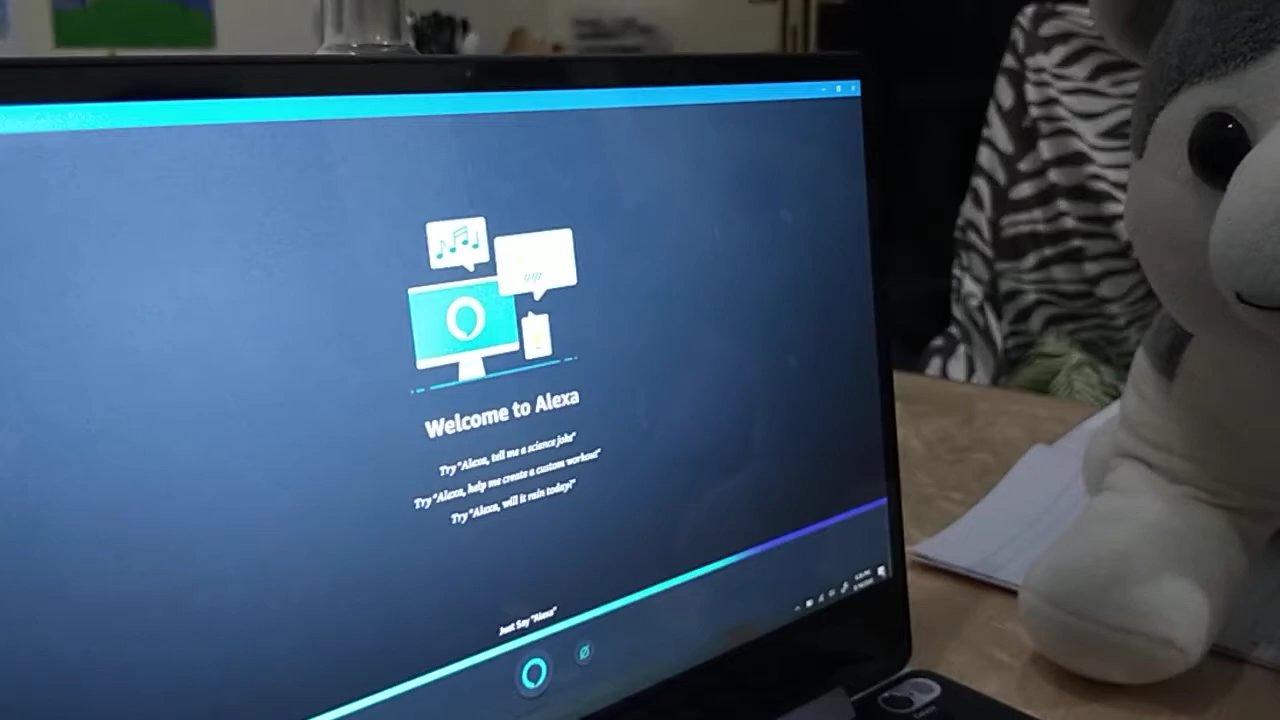 Welcome to Alexa
Try "Alexa, tell me a science joke"
Try "Alexa, help me create a custom workout"
Try "Alexa, will it rain today?"
Just Say "Alexa"